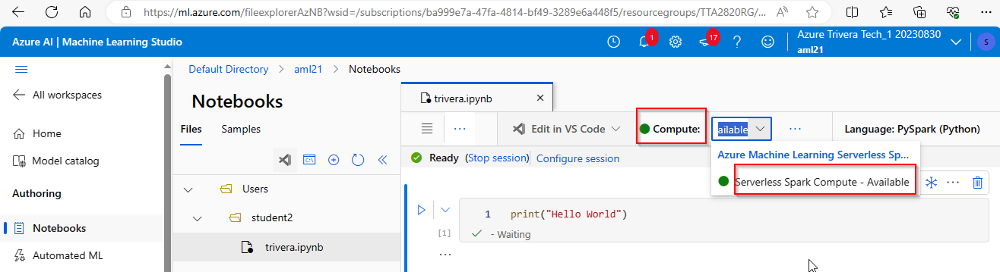 https://ml.azure.com/fileexplorerAzNB?wsid=/subscriptions/ba999e7a-47fa-4814-bf49-3289e6a448f5/resourcegroups/TTA2820RG/...
Azure AI | Machine Learning Studio
1
17
Azure Trivera Tech_1 20230830
aml21
S
Default Directory > aml21 > Notebooks
All workspaces
Home
Model catalog
Authoring
Notebooks
Automated ML
Notebooks
Files
Samples
Users
student2
trivera.ipynb
trivera.ipynb
Edit in VS Code
Compute:
ailable
Language: PySpark (Python)
Ready (Stop session) Configure session
Azure Machine Learning Serverless Sp...
Serverless Spark Compute - Available
1 print("Hello World")
[1]
- Waiting